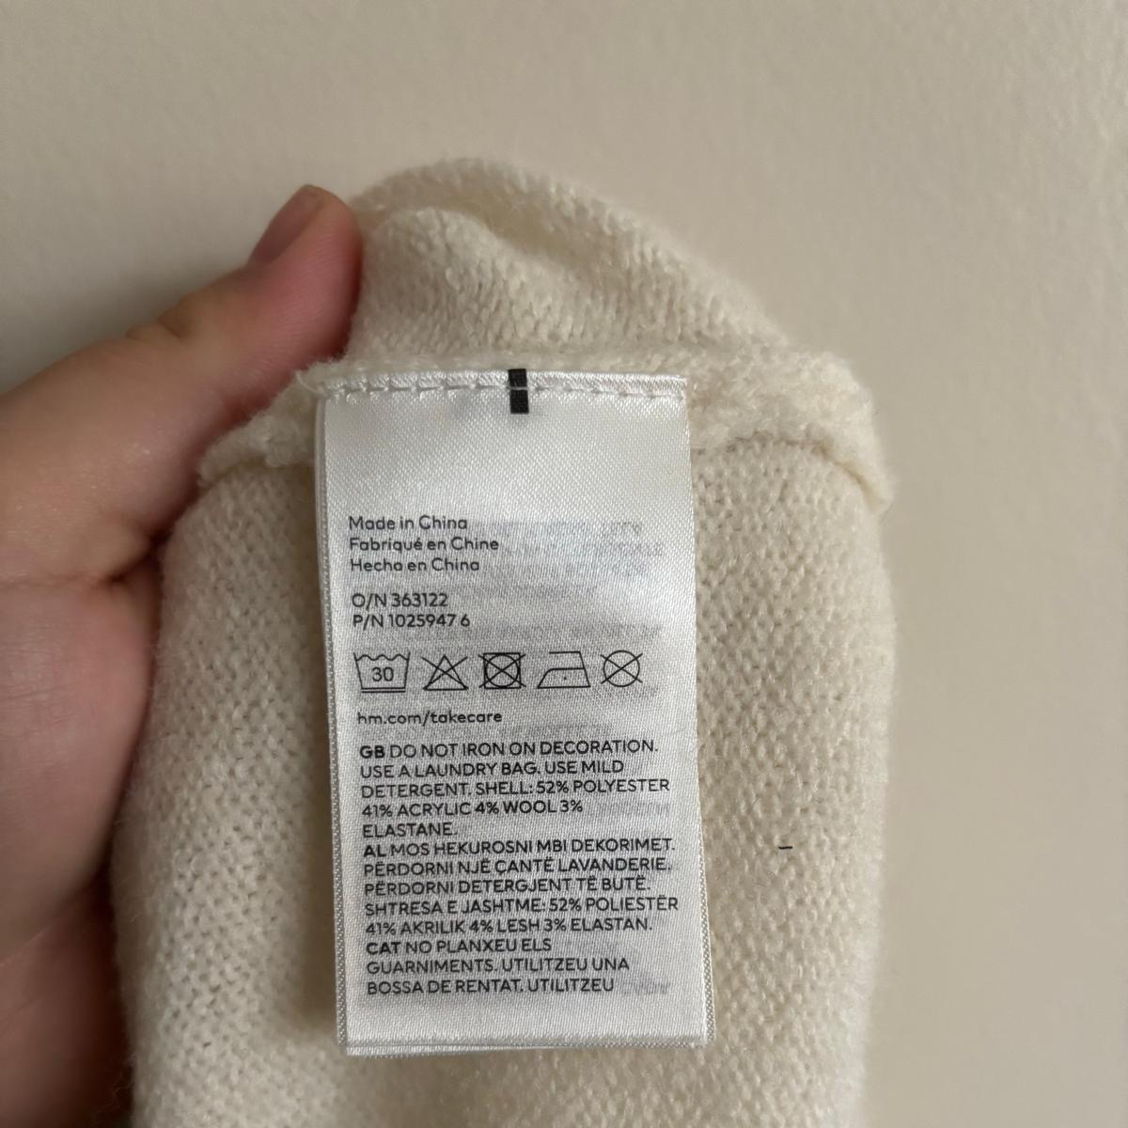 Made in China
Fabriqué en Chine
Hecho en China
O/N 363122
P/N 1025947 6
30
hm.com/takecare
GB DO NOT IRON ON DECORATION.
USE A LAUNDRY BAG. USE MILD
DETERGENT. SHELL: 52% POLYESTER
41% ACRYLIC 4% WOOL 3%
ELASTANE.
AL MOS HEKUROSNI MBI DEKORIMET.
PËRDORNI NJË ÇANTË LAVANDERIE.
PËRDORNI DETERGJENT TË BUTË.
SHTRESA E JASHTME: 52% POLIESTËR
41% AKRILIK 4% LESH 3% ELASTAN.
CAT NO PLANXEU ELS
GUARNIMENTS. UTILITZEU UNA
BOSSA DE RENTAT. UTILITZEU